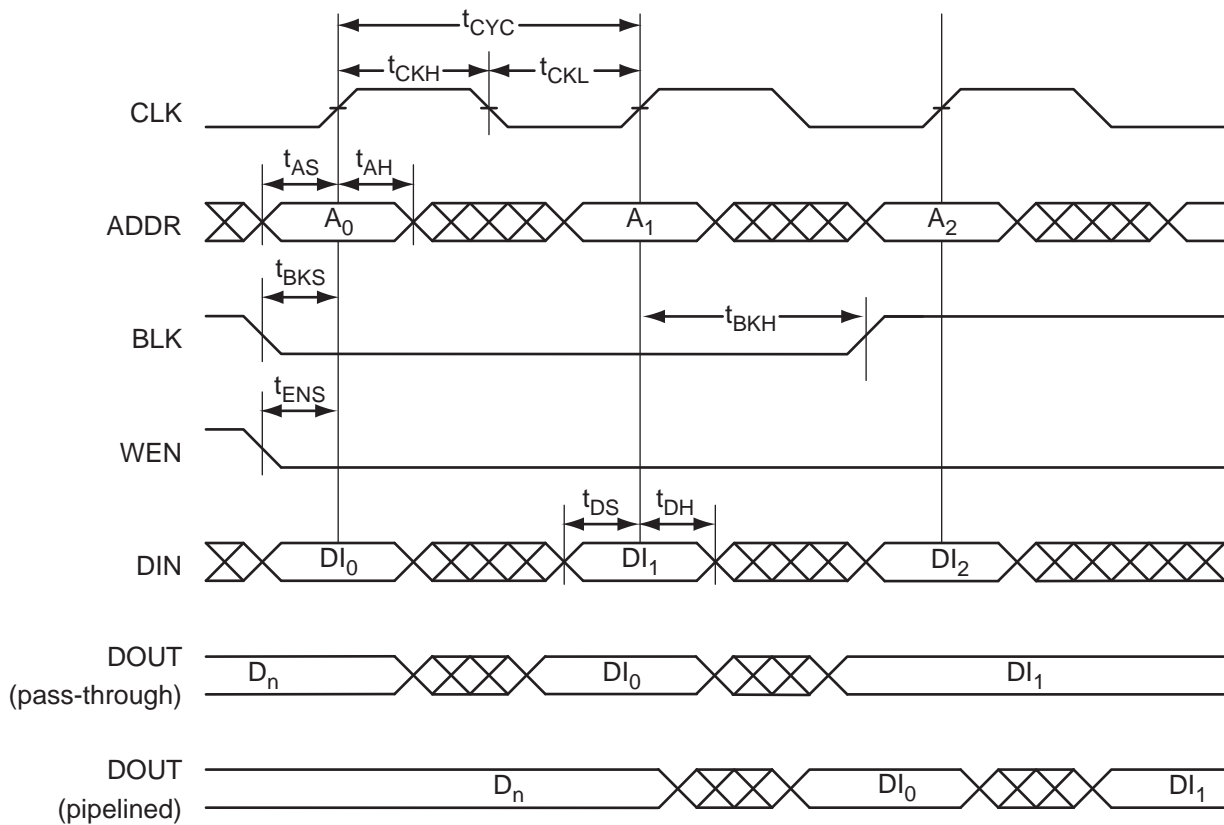 tCYC
tCKH tCKL
CLK
tAS tAH
ADDR A0 A1 A2
tBKS
tBKH
BLK
tENS
WEN
tDS tDH
DIN DI0 DI1 DI2
DOUT
(pass-through) Dn DI0 DI1
DOUT
(pipelined) Dn DI0 DI1